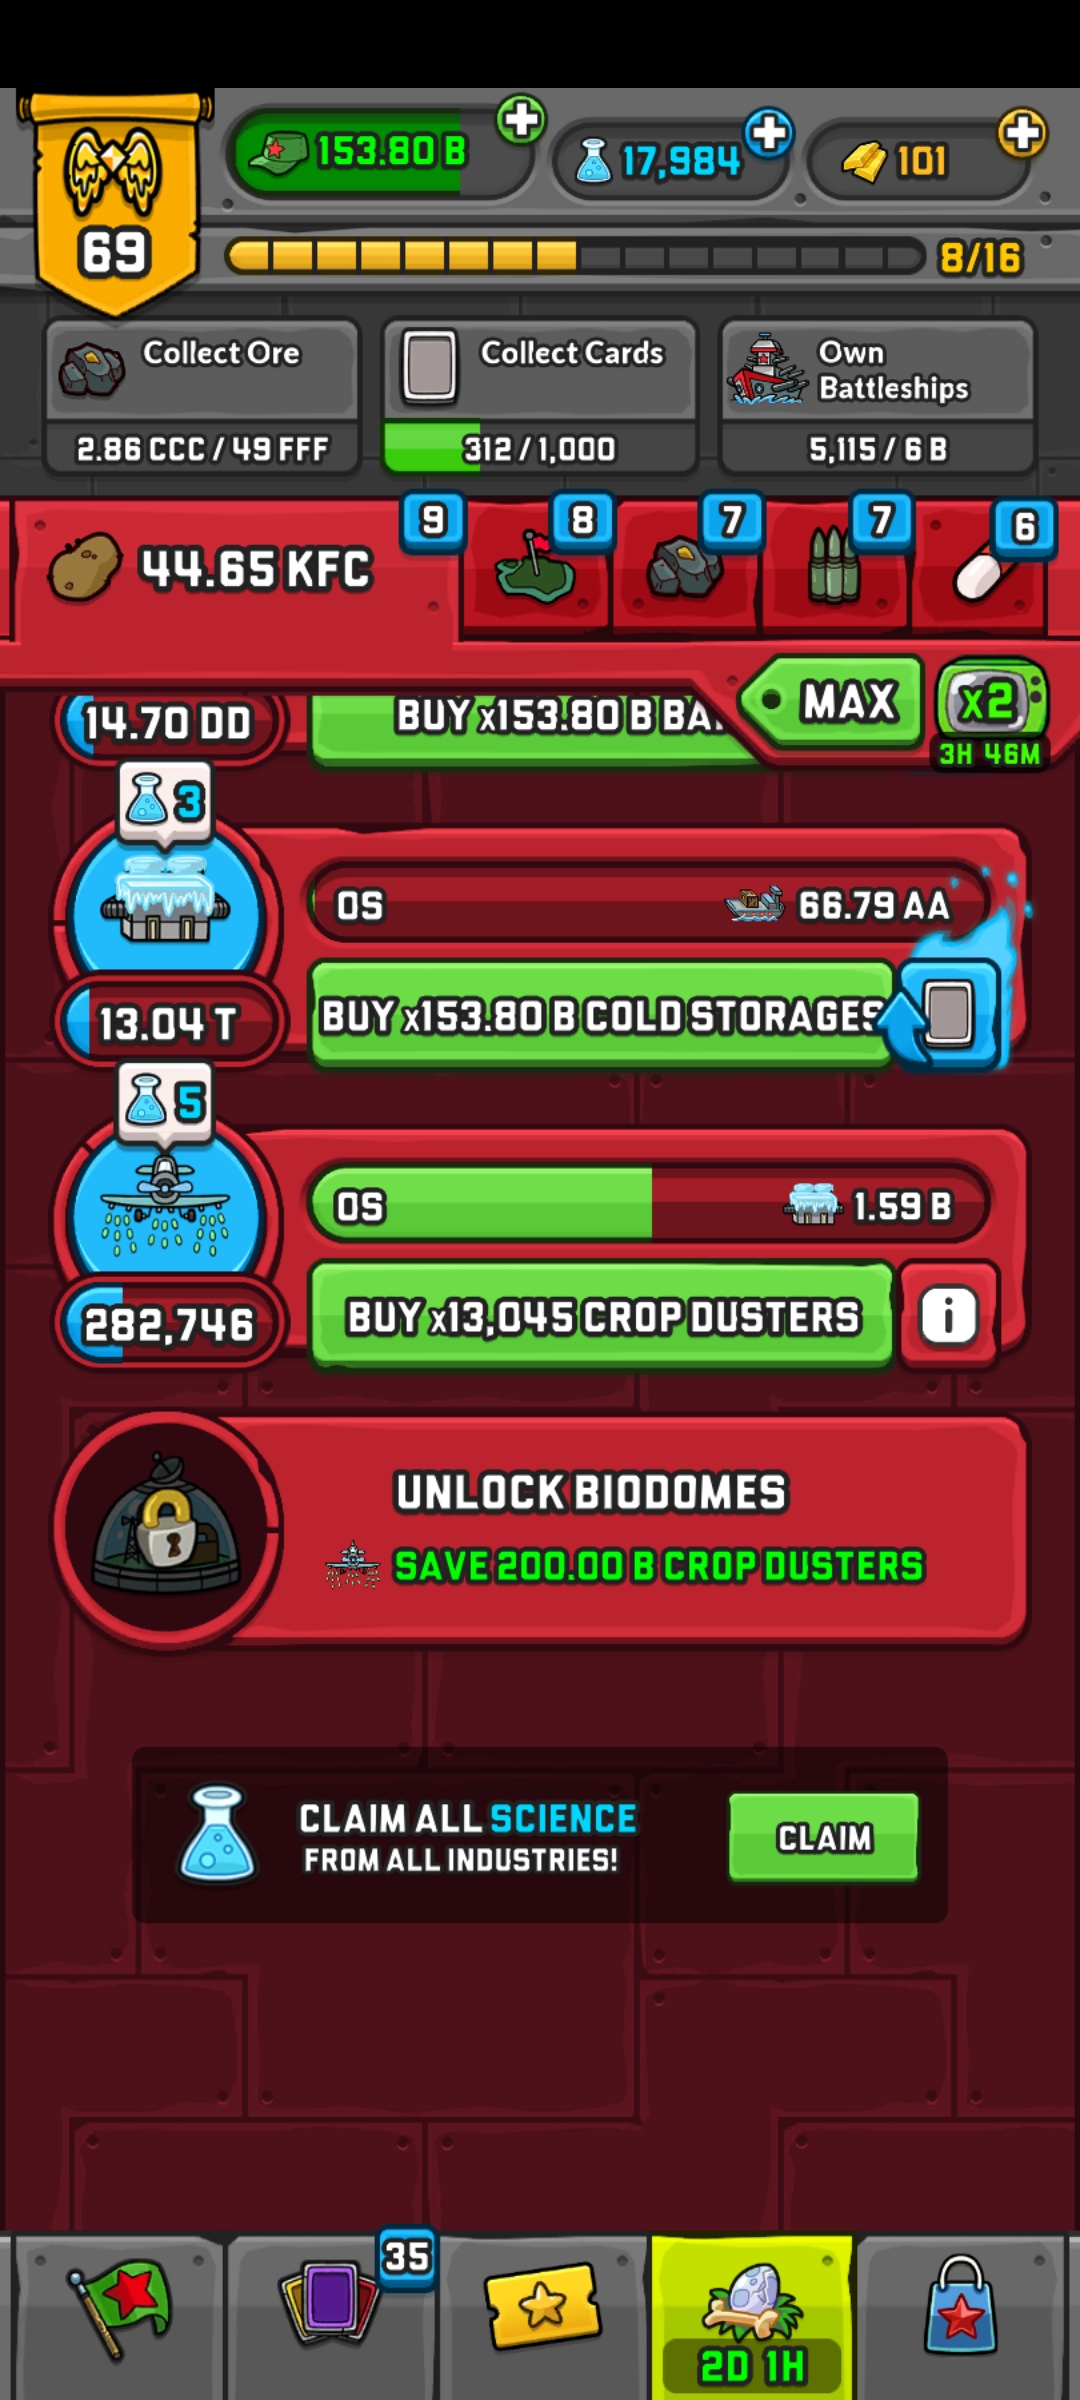 153.80 B
17,984
101
69
8/16
Collect Ore
2.86 CCC / 49 FFF
Collect Cards
312 / 1,000
Own
Battleships
5,115 / 6 B
44.65 KFC
9
8
7
7
6
MAX
x2
3H 46M
14.70 DD
BUY x153.80 B BA
3
0S
66.79 AA
13.04 T
BUY x153.80 B COLD STORAGES
5
0S
1.59 B
282,746
BUY x13,045 CROP DUSTERS
i
UNLOCK BIODOMES
SAVE 200.00 B CROP DUSTERS
CLAIM ALL SCIENCE
FROM ALL INDUSTRIES!
CLAIM
35
2D 1H